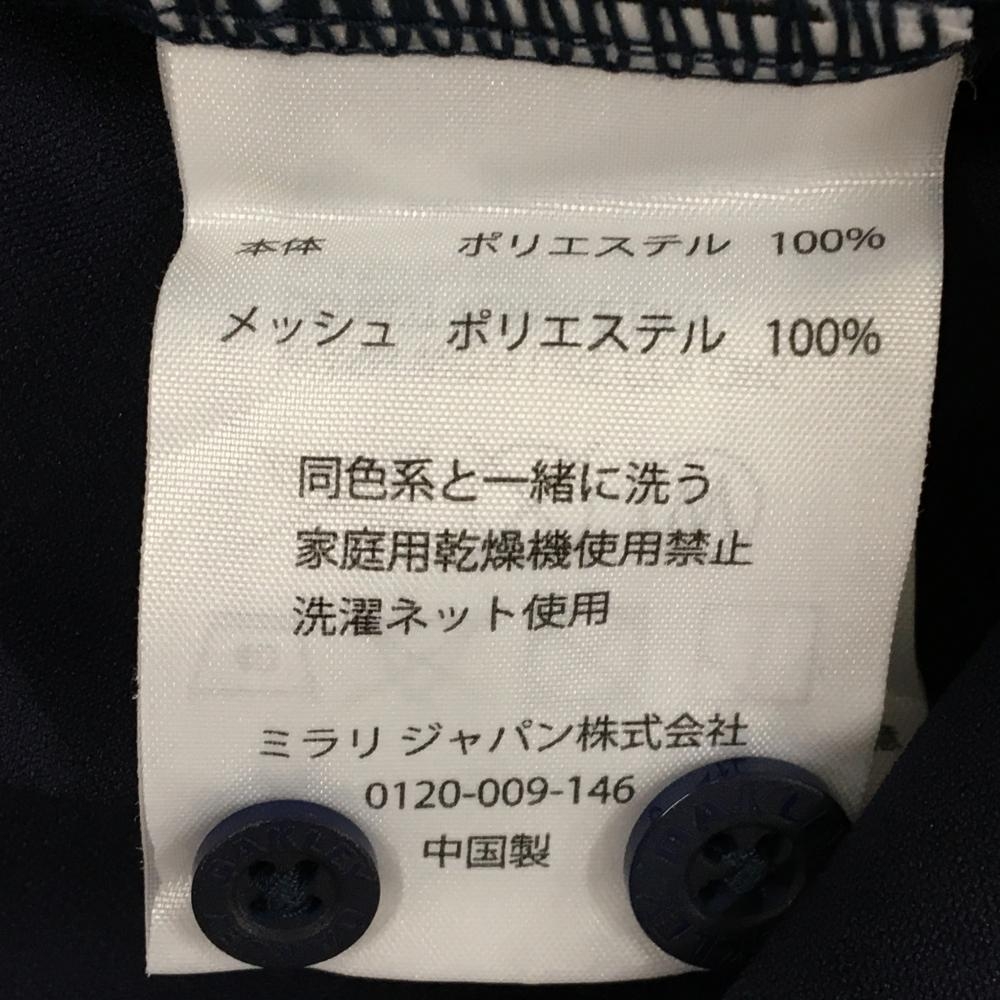 本体 ポリエステル 100%
メッシュ ポリエステル 100%
同色系と一緒に洗う
家庭用乾燥機使用禁止
洗濯ネット使用
ミラリ ジャパン株式会社
0120-009-146
中国製
OAKLEY